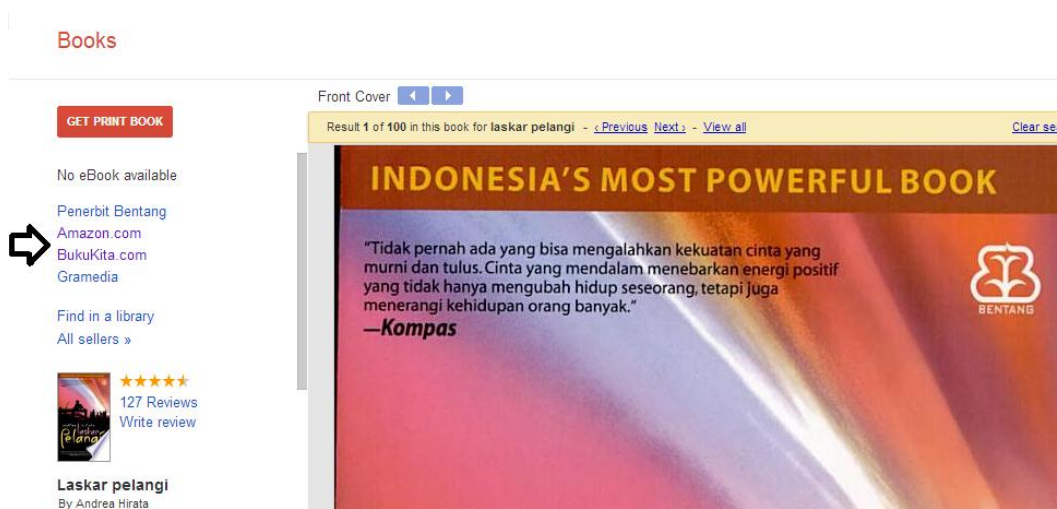 Books
GET PRINT BOOK
No eBook available
Penerbit Bentang
Amazon.com
BukuKita.com
Gramedia
Find in a library
All sellers »
127 Reviews
Write review
Laskar pelangi
By Andrea Hirata
Front Cover
Result 1 of 100 in this book for laskar pelangi - ‹ Previous Next › - View all
Clear se
INDONESIA'S MOST POWERFUL BOOK
"Tidak pernah ada yang bisa mengalahkan kekuatan cinta yang
murni dan tulus. Cinta yang mendalam menebarkan energi positif
yang tidak hanya mengubah hidup seseorang, tetapi juga
menerangi kehidupan orang banyak."
—Kompas
BENTANG